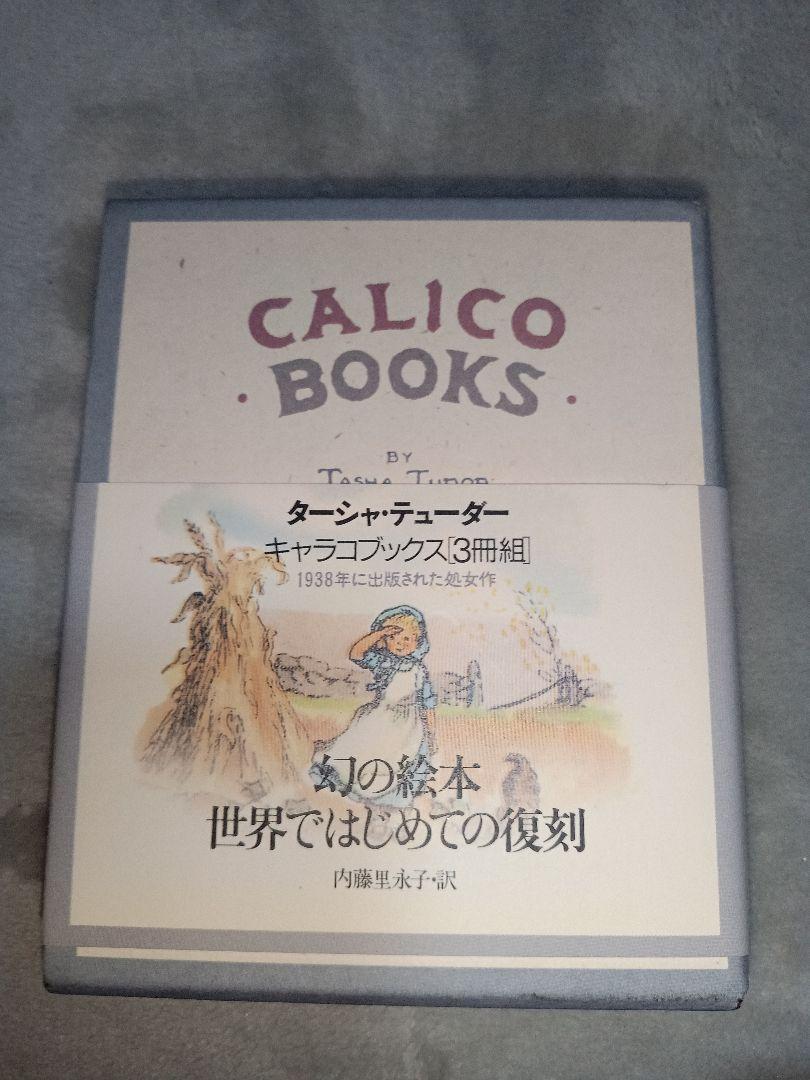 CALICO
· BOOKS ·
BY
TASHA TUDOR
ターシャ・テューダー
キャラコブックス[3冊組]
1938年に出版された処女作
幻の絵本
世界ではじめての復刻
内藤里永子・訳